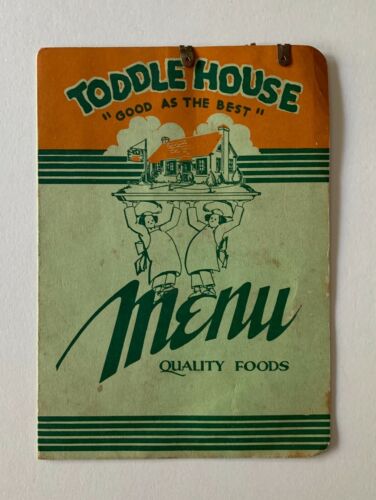 TODDLE HOUSE
"GOOD AS THE BEST"
Menu
QUALITY FOODS